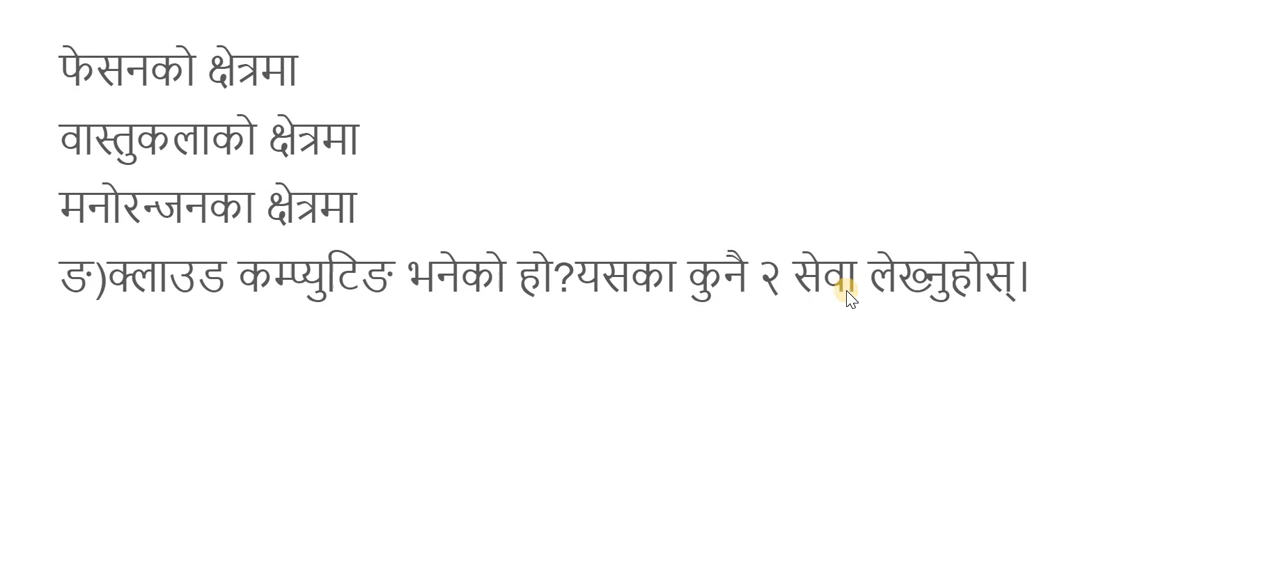 फेसनको क्षेत्रमा
वास्तुकलाको क्षेत्रमा
मनोरन्जनका क्षेत्रमा
ङ)क्लाउड कम्प्युटिङ भनेको हो?यसका कुनै २ सेवा लेख्नुहोस्।